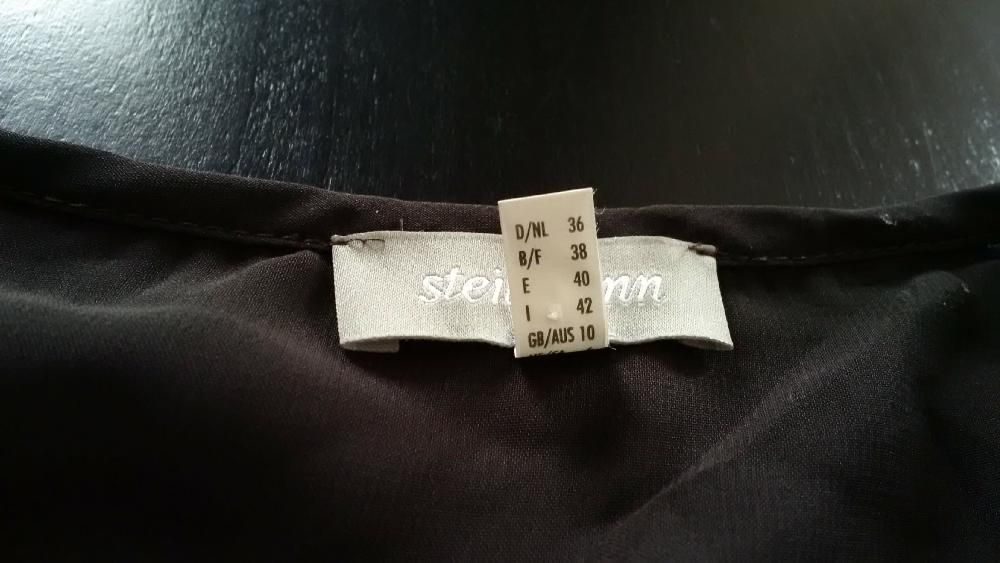 D/NL 36
B/F 38
E 40
I 42
GB/AUS 10